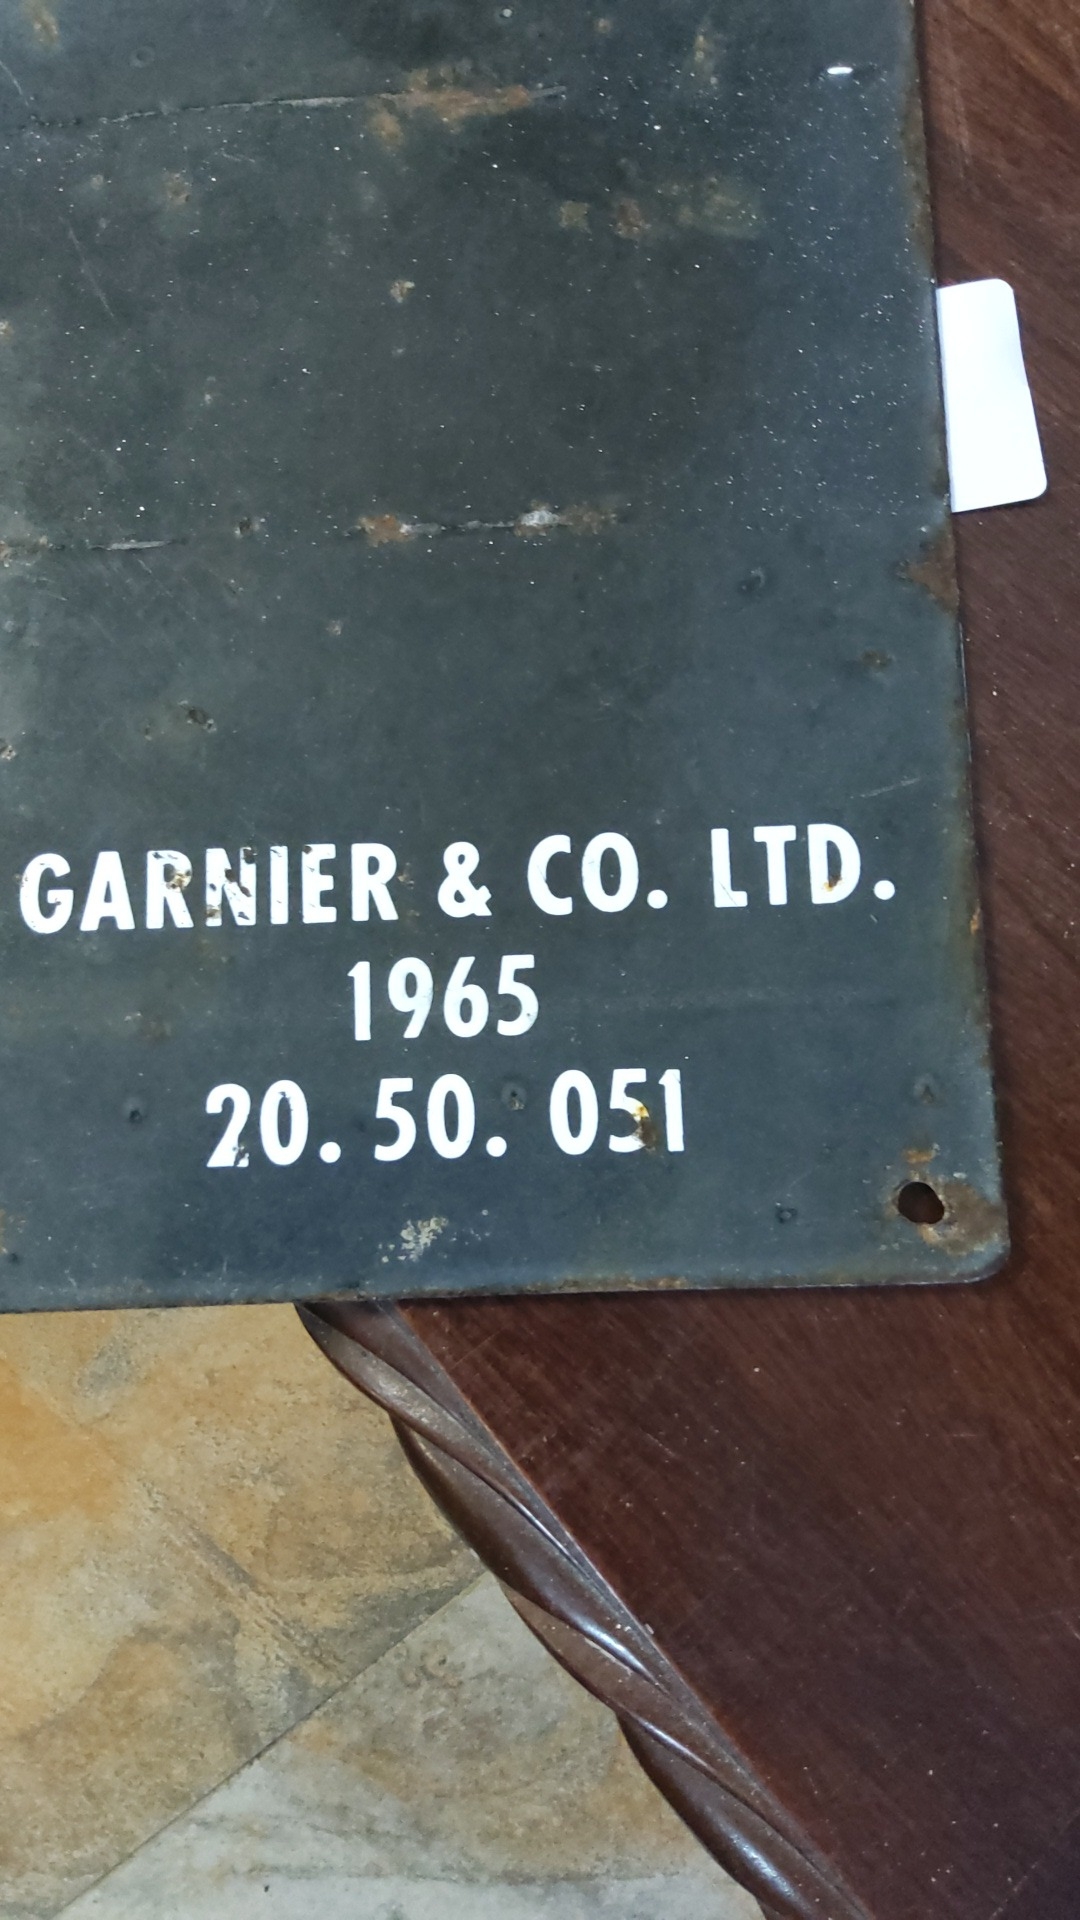 GARNIER & CO. LTD.
1965
20. 50. 051